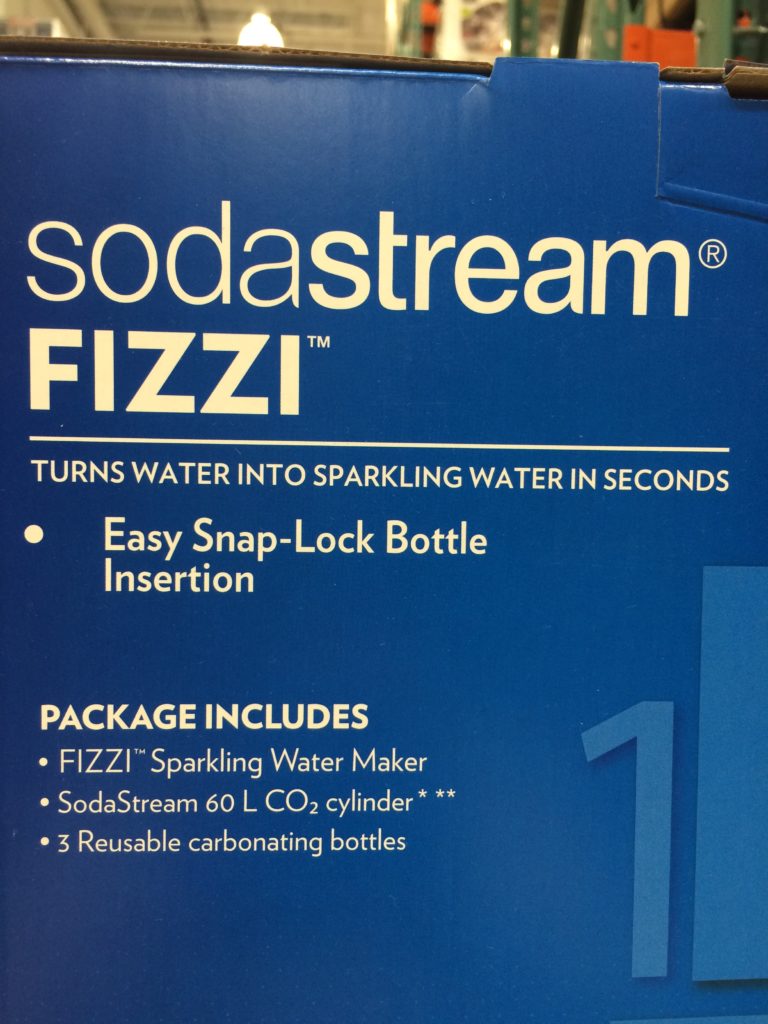 sodastream®
FIZZI™
TURNS WATER INTO SPARKLING WATER IN SECONDS
• Easy Snap-Lock Bottle
Insertion
PACKAGE INCLUDES
• FIZZI™ Sparkling Water Maker
• SodaStream 60 L CO₂ cylinder* **
• 3 Reusable carbonating bottles
1